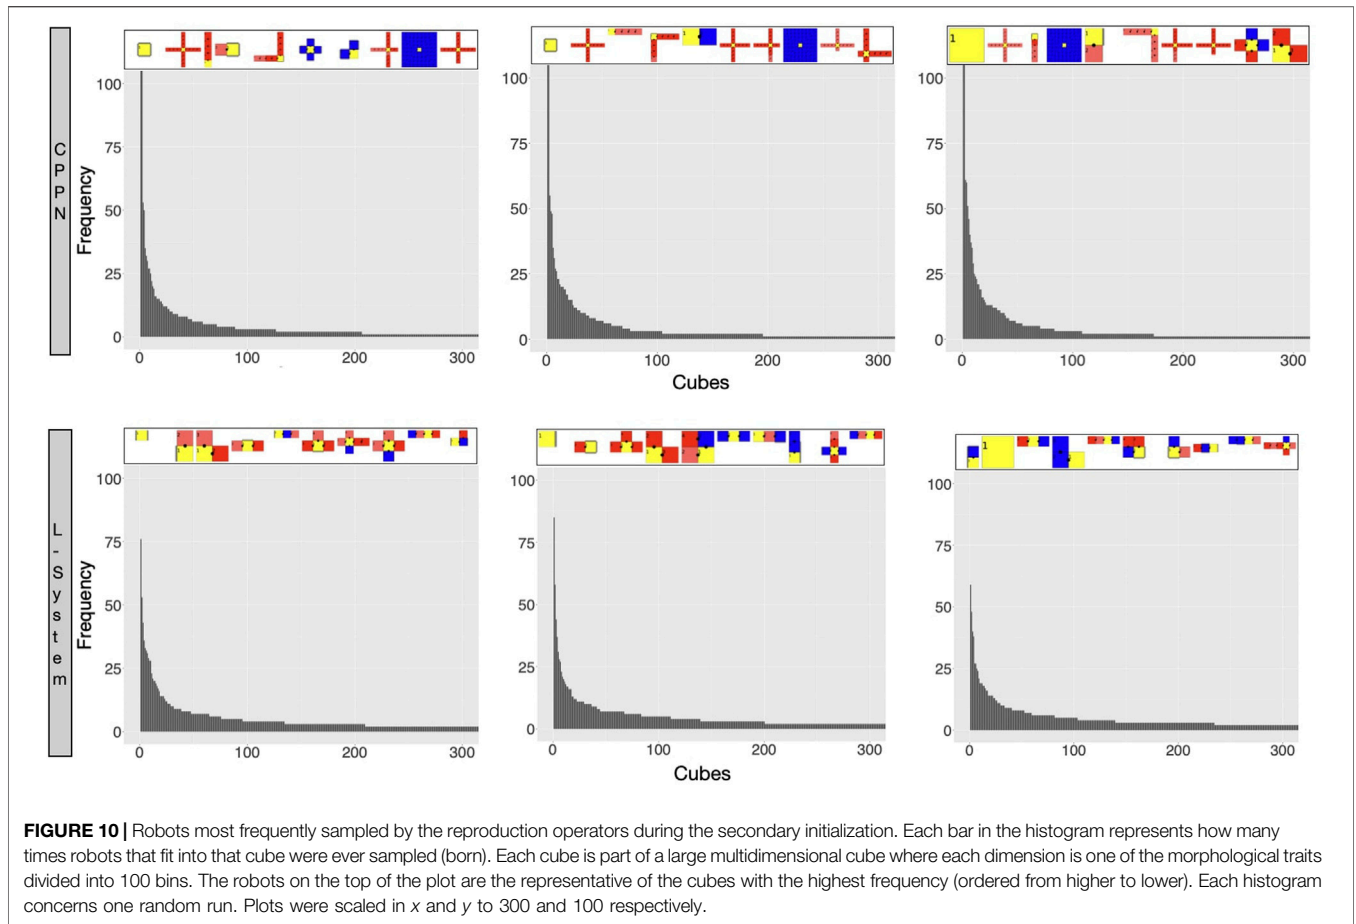 CPPN
Frequency
100
75
50
25
0
0 100 200 300
100
75
50
25
0
0 100 200 300
Cubes
1
100
75
50
25
0
0 100 200 300
L-System
Frequency
100
75
50
25
0
0 100 200 300
1
100
75
50
25
0
0 100 200 300
Cubes
1
100
75
50
25
0
0 100 200 300
FIGURE 10 | Robots most frequently sampled by the reproduction operators during the secondary initialization. Each bar in the histogram represents how many
times robots that fit into that cube were ever sampled (born). Each cube is part of a large multidimensional cube where each dimension is one of the morphological traits
divided into 100 bins. The robots on the top of the plot are the representative of the cubes with the highest frequency (ordered from higher to lower). Each histogram
concerns one random run. Plots were scaled in x and y to 300 and 100 respectively.